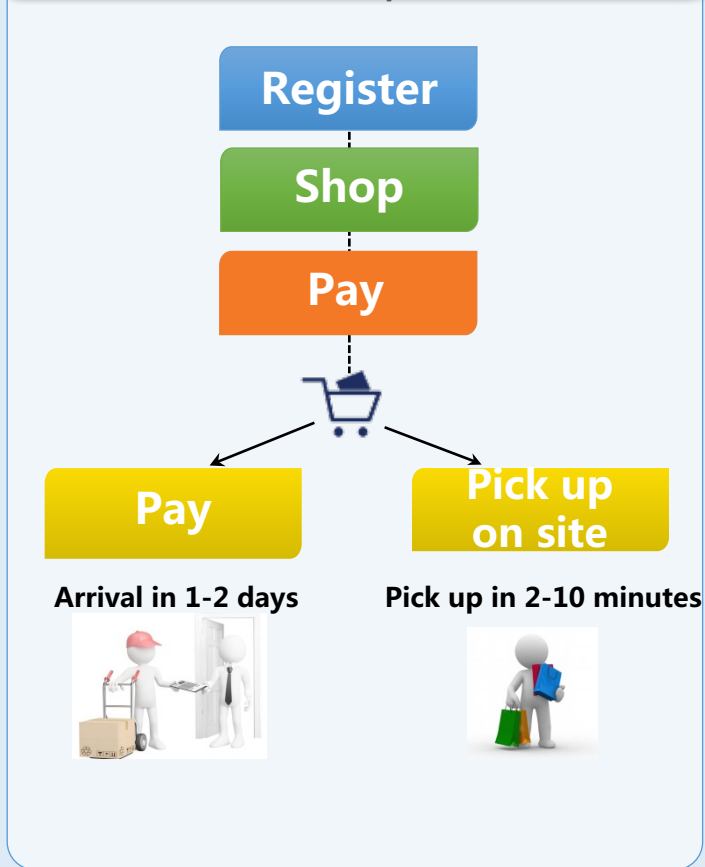 Register
Shop
Pay
Pay
Pick up
on site
Arrival in 1-2 days
Pick up in 2-10 minutes